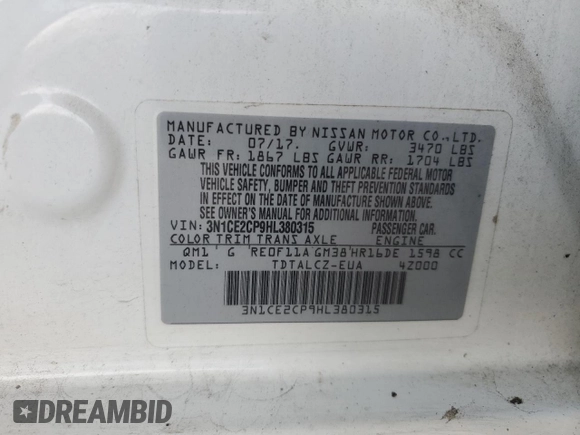 MANUFACTURED BY NISSAN MOTOR CO.,LTD.
DATE: 07/17. GVWR: 3470 LBS
GAWR FR: 1867 LBS GAWR RR: 1704 LBS
THIS VEHICLE CONFORMS TO ALL APPLICABLE FEDERAL MOTOR
VEHICLE SAFETY, BUMPER AND THEFT PREVENTION STANDARDS
IN EFFECT ON THE DATE OF MANUFACTURE SHOWN ABOVE.
SEE OWNER'S MANUAL FOR ADDITIONAL INFORMATION.
VIN: 3N1CE2CP9HL380315 PASSENGER CAR.
COLOR TRIM TRANS AXLE ENGINE
QM1 G RE0F11A GM38 HR16DE 1598 CC
MODEL: TDTALCZ-EUA 4Z000
3N1CE2CP9HL380315
DREAMBID